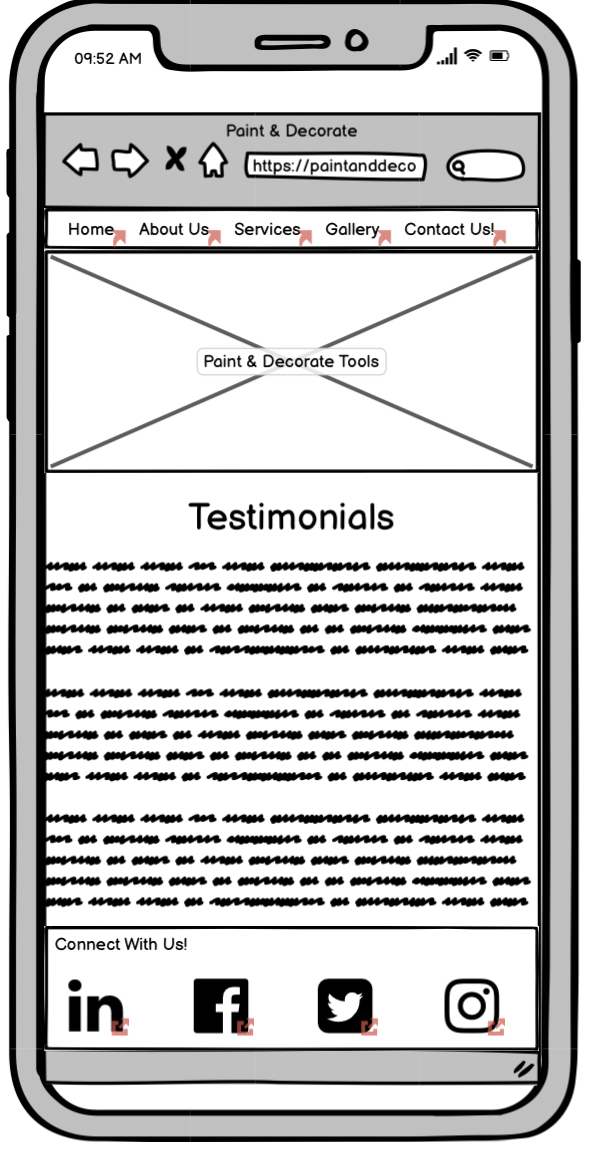 09:52 AM
Paint & Decorate
https://paintanddeco
Home About Us Services Gallery Contact Us!
Paint & Decorate Tools
Testimonials
Connect With Us!
in f